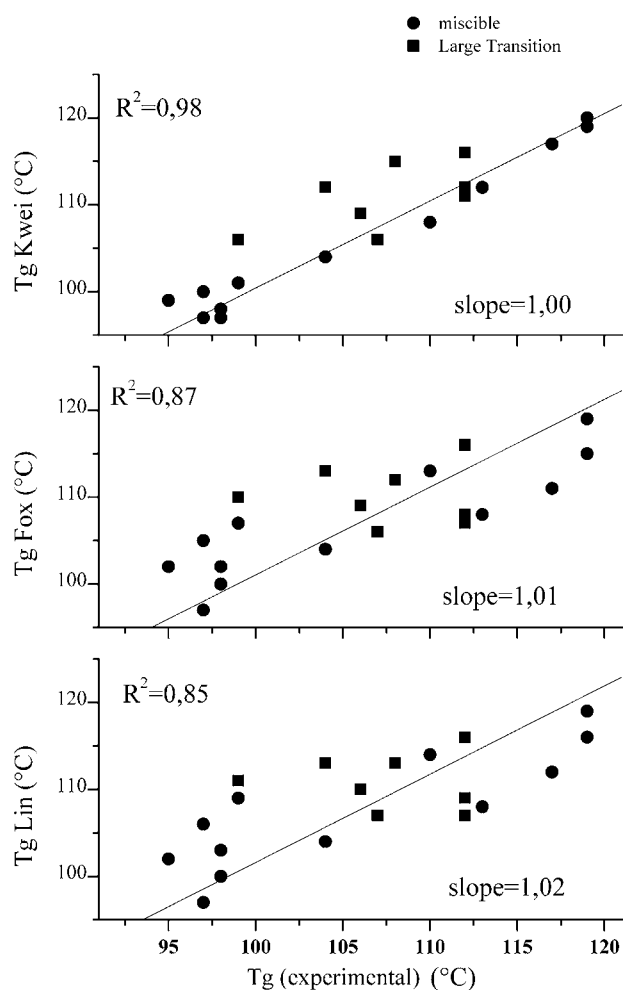 miscible
Large Transition
R²=0,98
120
110
100
Tg Kwei (°C)
slope=1,00
R²=0,87
120
110
100
Tg Fox (°C)
slope=1,01
R²=0,85
120
110
100
Tg Lin (°C)
slope=1,02
95 100 105 110 115 120
Tg (experimental) (°C)